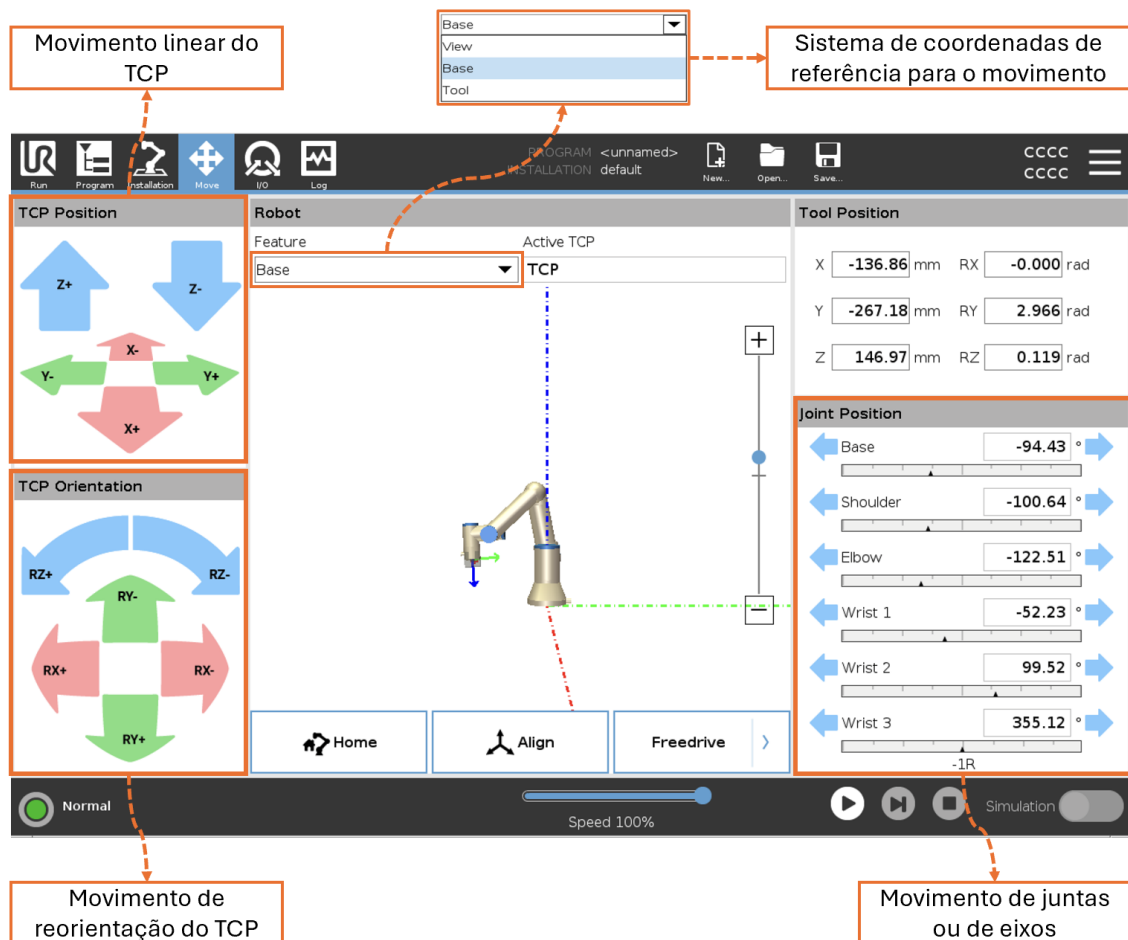 Movimento linear do
TCP
Base
View
Base
Tool
Sistema de coordenadas de
referência para o movimento
UR
Run
Program
Installation
Move
I/O
Log
PROGRAM <unnamed>
INSTALLATION default
New...
Open...
Save...
CCCC
CCCC
TCP Position
Z+
Z-
X-
Y-
Y+
X+
TCP Orientation
RZ+
RZ-
RY-
RX+
RX-
RY+
Robot
Feature
Active TCP
Base
TCP
+
−
Home
Align
Freedrive
Tool Position
X -136.86 mm RX -0.000 rad
Y -267.18 mm RY 2.966 rad
Z 146.97 mm RZ 0.119 rad
Joint Position
Base -94.43 °
Shoulder -100.64 °
Elbow -122.51 °
Wrist 1 -52.23 °
Wrist 2 99.52 °
Wrist 3 355.12 °
-1R
Normal
Speed 100%
Simulation
Movimento de
reorientação do TCP
Movimento de juntas
ou de eixos